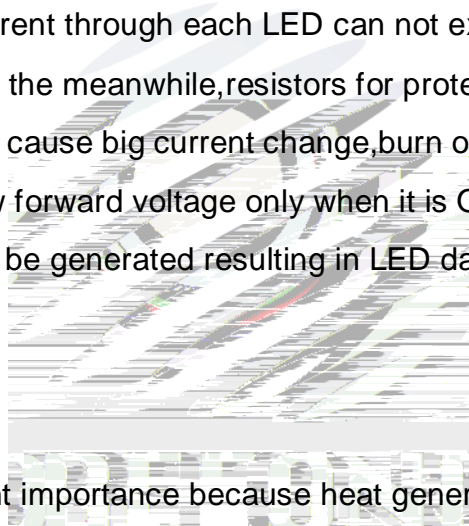 rent through each LED can not ex
the meanwhile,resistors for prote
cause big current change,burn o
forward voltage only when it is O
be generated resulting in LED da
nt importance because heat gener